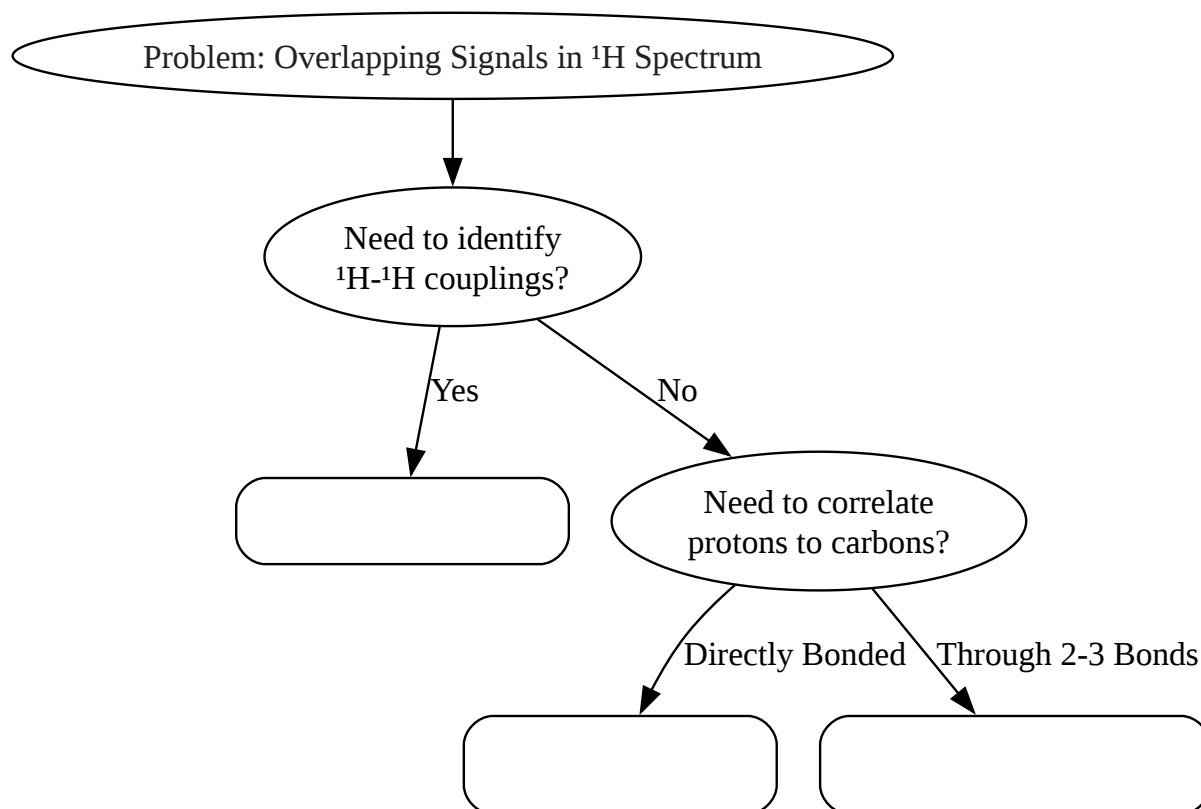 Problem: Overlapping Signals in ¹H Spectrum
Need to identify
¹H-¹H couplings?
Yes
No
Need to correlate
protons to carbons?
Directly Bonded
Through 2-3 Bonds